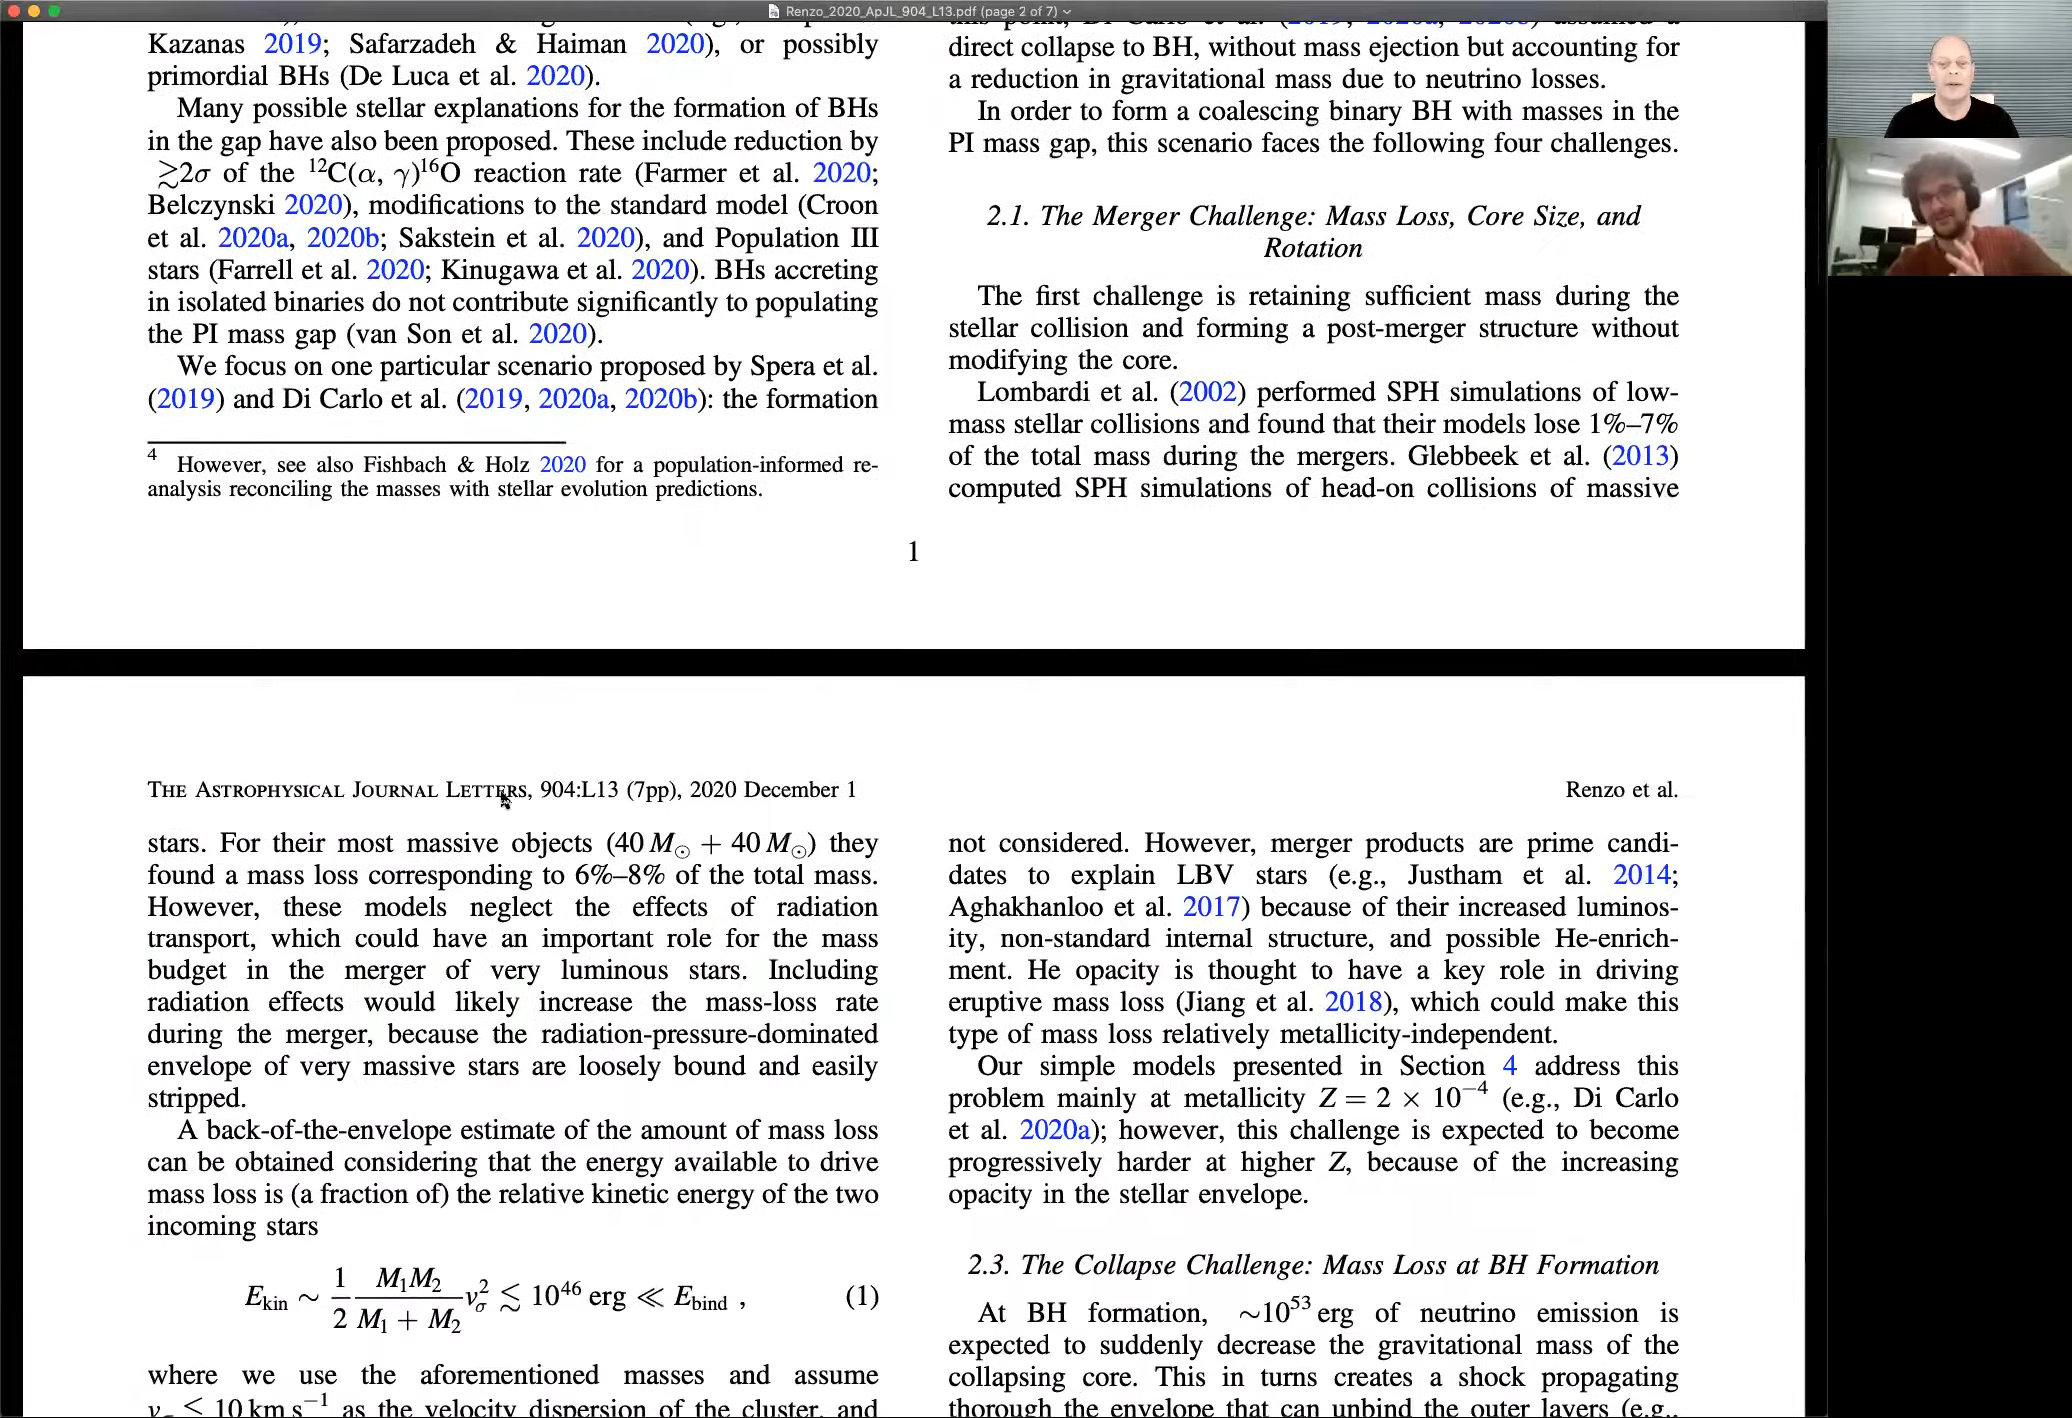 Renzo_2020_ApJL_904_L13.pdf (page 2 of 7)
Kazanas 2019; Safarzadeh & Haiman 2020), or possibly
primordial BHs (De Luca et al. 2020).
Many possible stellar explanations for the formation of BHs
in the gap have also been proposed. These include reduction by
≳2σ of the ¹²C(α, γ)¹⁶O reaction rate (Farmer et al. 2020;
Belczynski 2020), modifications to the standard model (Croon
et al. 2020a, 2020b; Sakstein et al. 2020), and Population III
stars (Farrell et al. 2020; Kinugawa et al. 2020). BHs accreting
in isolated binaries do not contribute significantly to populating
the PI mass gap (van Son et al. 2020).
We focus on one particular scenario proposed by Spera et al.
(2019) and Di Carlo et al. (2019, 2020a, 2020b): the formation
4 However, see also Fishbach & Holz 2020 for a population-informed re-
analysis reconciling the masses with stellar evolution predictions.
direct collapse to BH, without mass ejection but accounting for
a reduction in gravitational mass due to neutrino losses.
In order to form a coalescing binary BH with masses in the
PI mass gap, this scenario faces the following four challenges.
2.1. The Merger Challenge: Mass Loss, Core Size, and
Rotation
The first challenge is retaining sufficient mass during the
stellar collision and forming a post-merger structure without
modifying the core.
Lombardi et al. (2002) performed SPH simulations of low-
mass stellar collisions and found that their models lose 1%–7%
of the total mass during the mergers. Glebbeek et al. (2013)
computed SPH simulations of head-on collisions of massive
1
THE ASTROPHYSICAL JOURNAL LETTERS, 904:L13 (7pp), 2020 December 1
Renzo et al.
stars. For their most massive objects (40 M⊙ + 40 M⊙) they
found a mass loss corresponding to 6%–8% of the total mass.
However, these models neglect the effects of radiation
transport, which could have an important role for the mass
budget in the merger of very luminous stars. Including
radiation effects would likely increase the mass-loss rate
during the merger, because the radiation-pressure-dominated
envelope of very massive stars are loosely bound and easily
stripped.
A back-of-the-envelope estimate of the amount of mass loss
can be obtained considering that the energy available to drive
mass loss is (a fraction of) the relative kinetic energy of the two
incoming stars
E_kin ~ 1/2 M₁M₂/(M₁ + M₂) v_σ² ≲ 10⁴⁶ erg ≪ E_bind , (1)
where we use the aforementioned masses and assume
≤ 10 km s⁻¹ as the velocity dispersion of the cluster, and
not considered. However, merger products are prime candi-
dates to explain LBV stars (e.g., Justham et al. 2014;
Aghakhanloo et al. 2017) because of their increased luminos-
ity, non-standard internal structure, and possible He-enrich-
ment. He opacity is thought to have a key role in driving
eruptive mass loss (Jiang et al. 2018), which could make this
type of mass loss relatively metallicity-independent.
Our simple models presented in Section 4 address this
problem mainly at metallicity Z = 2 × 10⁻⁴ (e.g., Di Carlo
et al. 2020a); however, this challenge is expected to become
progressively harder at higher Z, because of the increasing
opacity in the stellar envelope.
2.3. The Collapse Challenge: Mass Loss at BH Formation
At BH formation, ~10⁵³ erg of neutrino emission is
expected to suddenly decrease the gravitational mass of the
collapsing core. This in turns creates a shock propagating
thorough the envelope that can unbind the outer layers (e.g.,